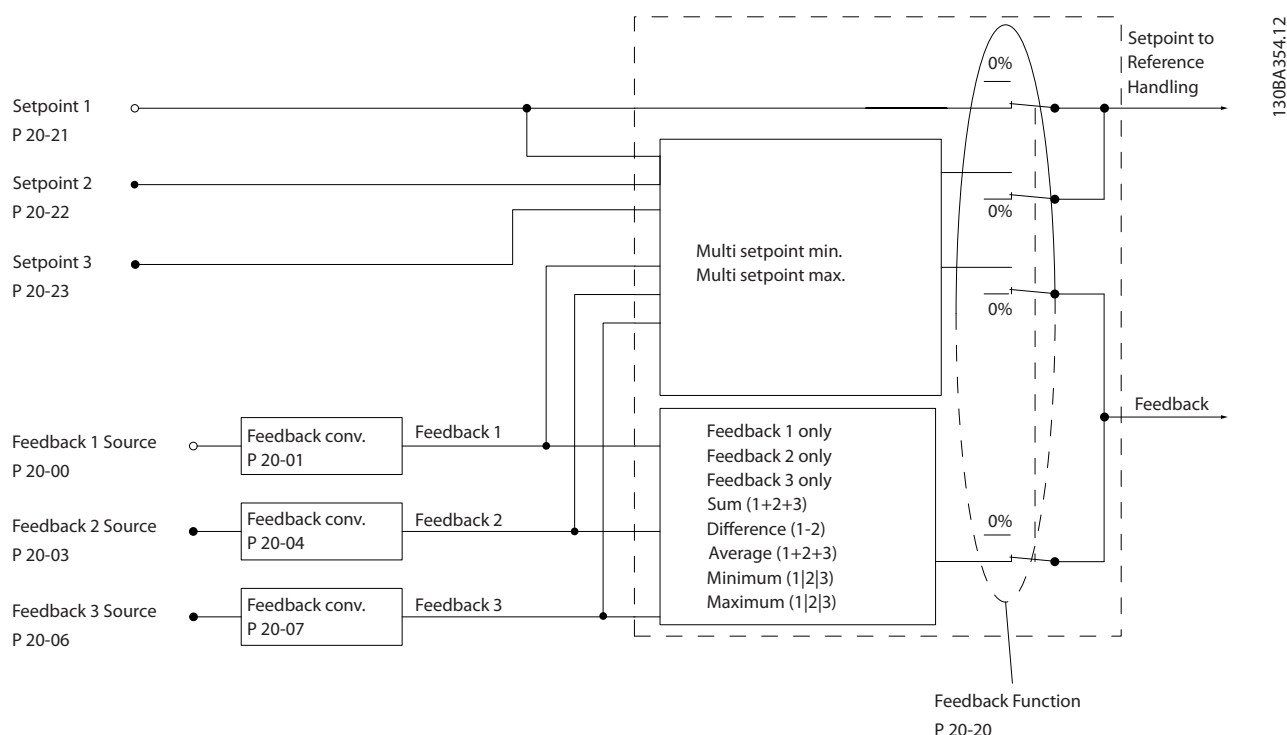 130BA354.12
Setpoint to
Reference
Handling
0%
Setpoint 1
P 20-21
Setpoint 2
P 20-22
0%
Setpoint 3
P 20-23
Multi setpoint min.
Multi setpoint max.
0%
Feedback
Feedback 1 Source
P 20-00
Feedback conv.
P 20-01
Feedback 1
Feedback 2 Source
P 20-03
Feedback conv.
P 20-04
Feedback 2
Feedback 3 Source
P 20-06
Feedback conv.
P 20-07
Feedback 3
Feedback 1 only
Feedback 2 only
Feedback 3 only
Sum (1+2+3)
Difference (1-2)
Average (1+2+3)
Minimum (1|2|3)
Maximum (1|2|3)
0%
Feedback Function
P 20-20